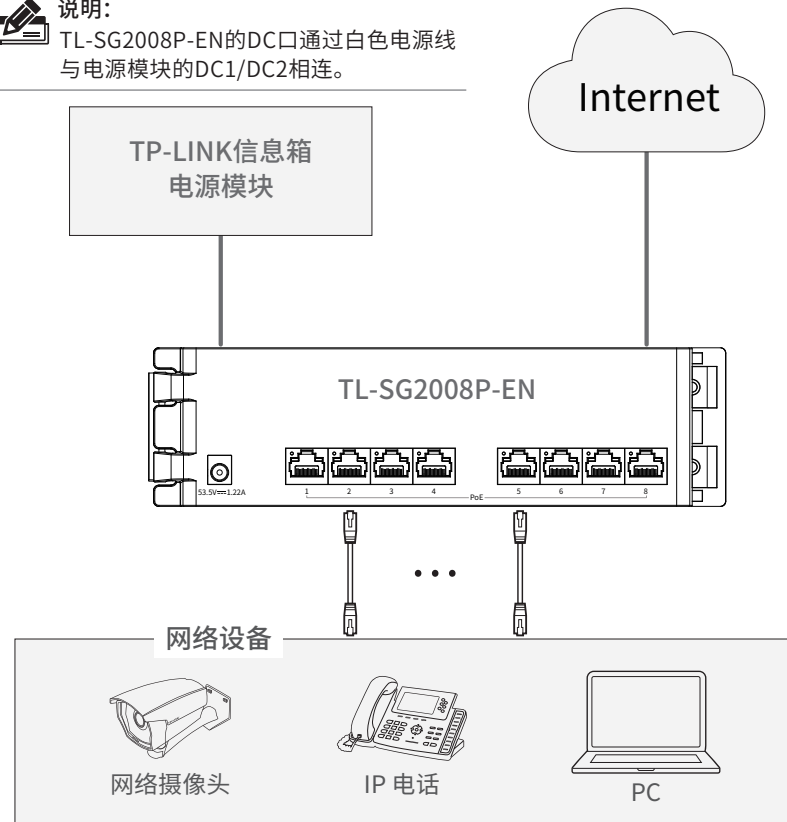 说明：
TL-SG2008P-EN的DC口通过白色电源线
与电源模块的DC1/DC2相连。
Internet
TP-LINK信息箱
电源模块
TL-SG2008P-EN
53.5V⎓1.22A
1 2 3 4 5 6 7 8
PoE
网络设备
网络摄像头
IP 电话
PC